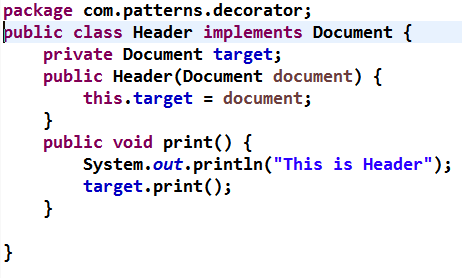 package com.patterns.decorator;
public class Header implements Document {
    private Document target;
    public Header(Document document) {
        this.target = document;
    }
    public void print() {
        System.out.println("This is Header");
        target.print();
    }
}